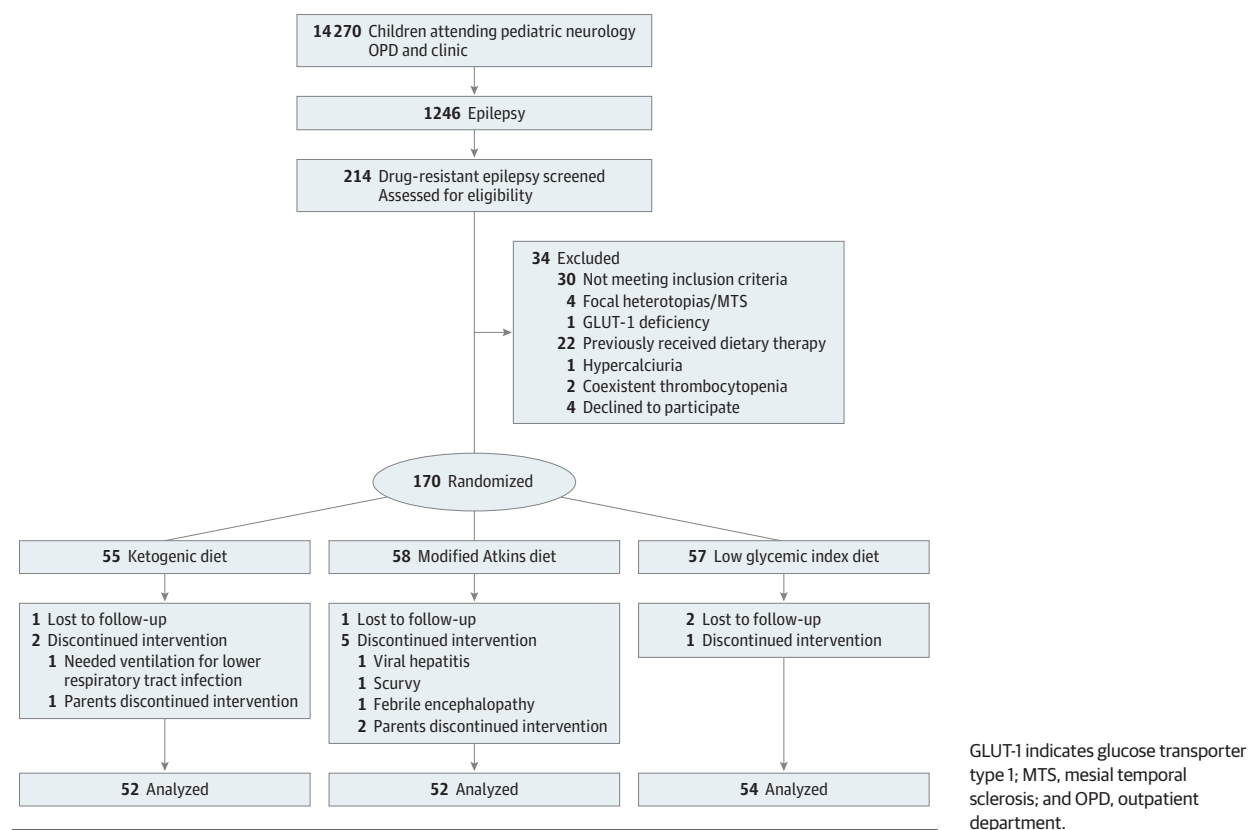 14 270 Children attending pediatric neurology
OPD and clinic
1246 Epilepsy
214 Drug-resistant epilepsy screened
Assessed for eligibility
34 Excluded
30 Not meeting inclusion criteria
4 Focal heterotopias/MTS
1 GLUT-1 deficiency
22 Previously received dietary therapy
1 Hypercalciuria
2 Coexistent thrombocytopenia
4 Declined to participate
170 Randomized
55 Ketogenic diet
1 Lost to follow-up
2 Discontinued intervention
1 Needed ventilation for lower
respiratory tract infection
1 Parents discontinued intervention
52 Analyzed
58 Modified Atkins diet
1 Lost to follow-up
5 Discontinued intervention
1 Viral hepatitis
1 Scurvy
1 Febrile encephalopathy
2 Parents discontinued intervention
52 Analyzed
57 Low glycemic index diet
2 Lost to follow-up
1 Discontinued intervention
54 Analyzed
GLUT-1 indicates glucose transporter
type 1; MTS, mesial temporal
sclerosis; and OPD, outpatient
department.